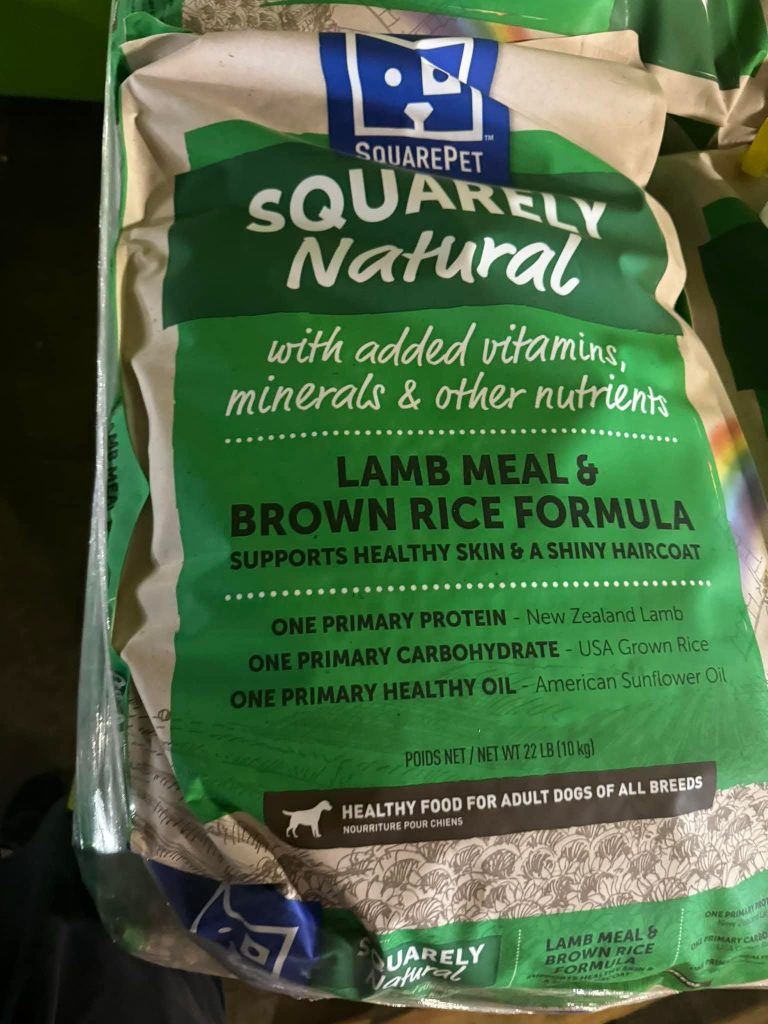 SQUAREPET
™
SQUARELY
Natural
with added vitamins,
minerals & other nutrients
LAMB MEAL &
BROWN RICE FORMULA
SUPPORTS HEALTHY SKIN & A SHINY HAIRCOAT
ONE PRIMARY PROTEIN - New Zealand Lamb
ONE PRIMARY CARBOHYDRATE - USA Grown Rice
ONE PRIMARY HEALTHY OIL - American Sunflower Oil
POIDS NET / NET WT 22 LB (10 kg)
HEALTHY FOOD FOR ADULT DOGS OF ALL BREEDS
NOURRITURE POUR CHIENS
SQUARELY
Natural
LAMB MEAL &
BROWN RICE
FORMULA
ONE PRIMARY